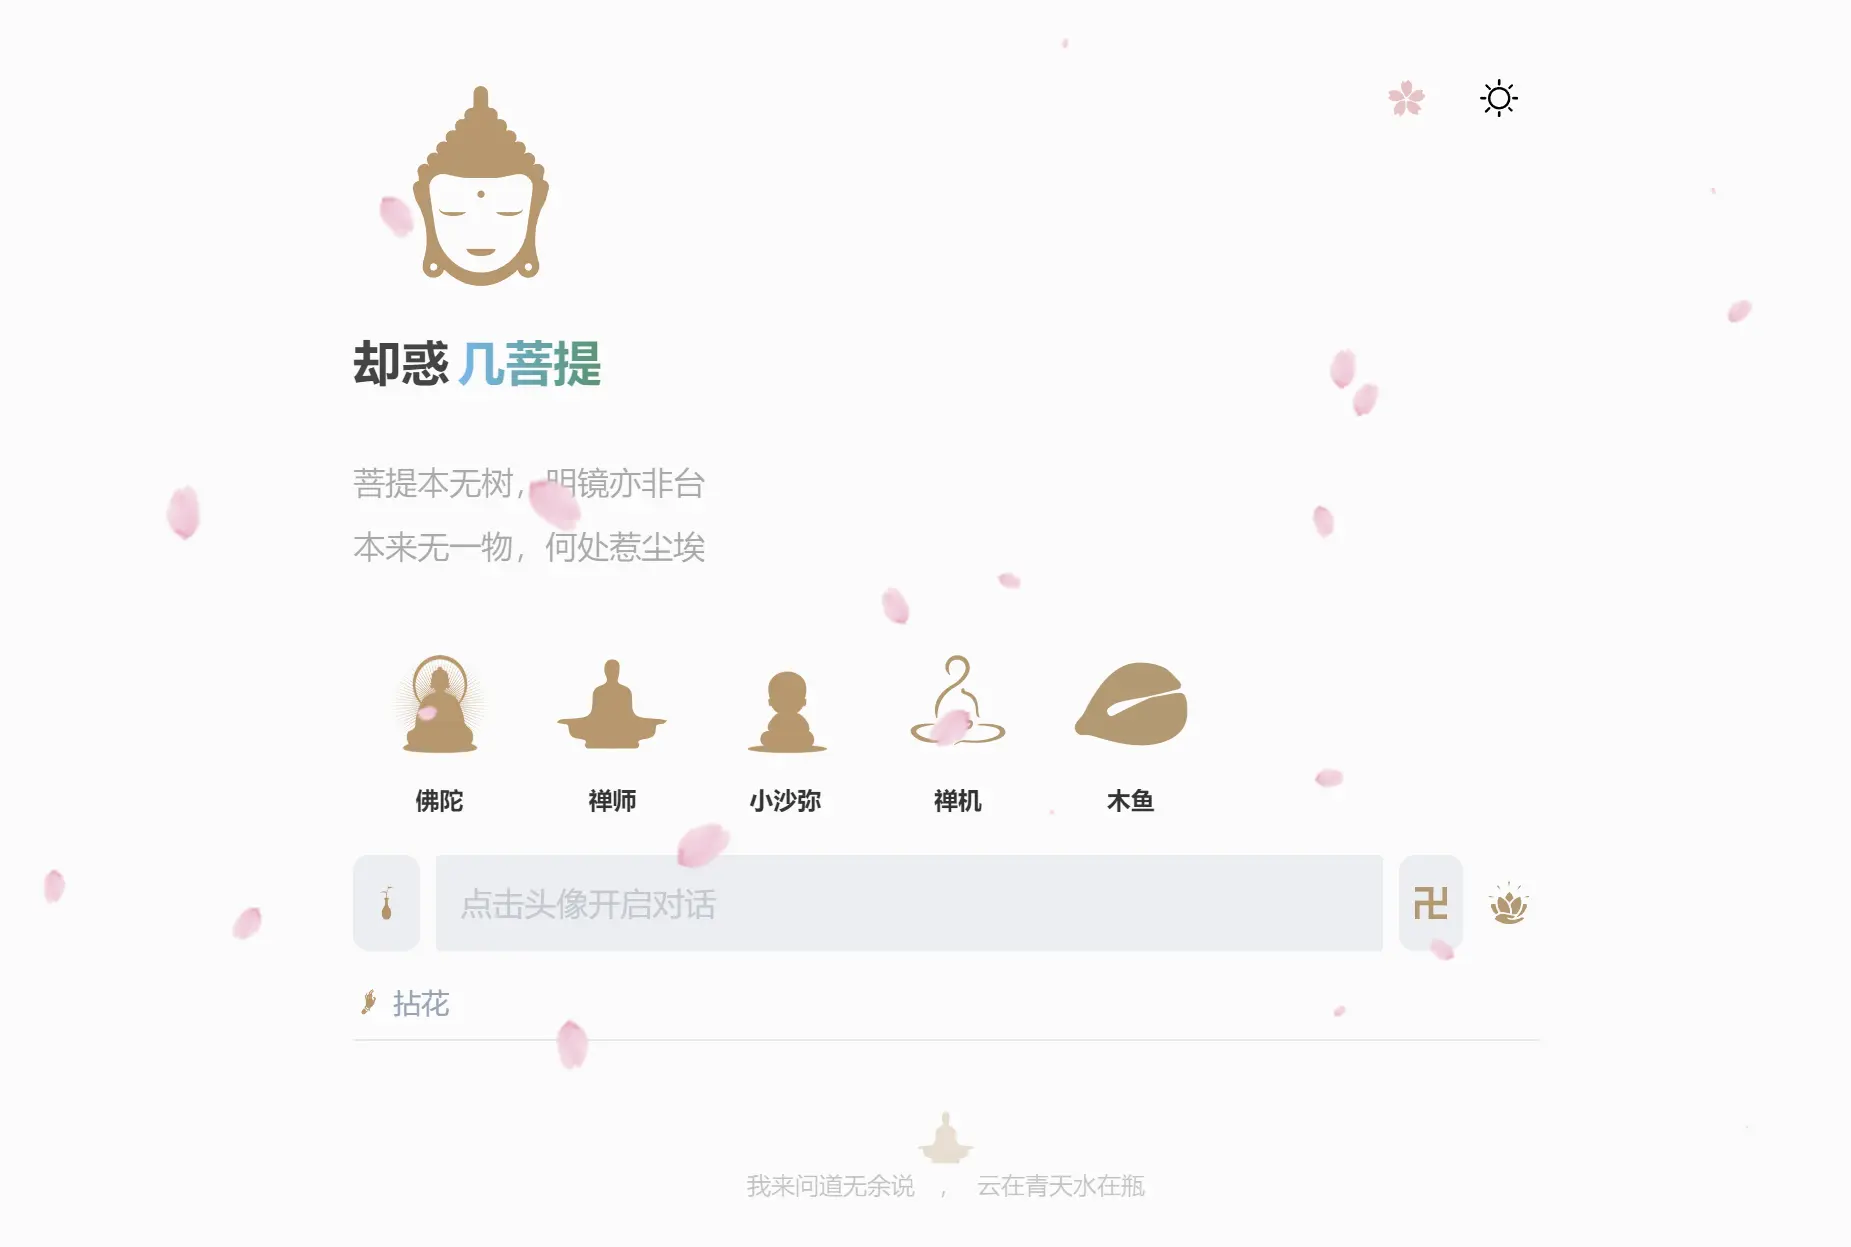 却惑 几菩提
菩提本无树，明镜亦非台
本来无一物，何处惹尘埃
佛陀
禅师
小沙弥
禅机
木鱼
点击头像开启对话
卍
拈花
我来问道无余说 ， 云在青天水在瓶